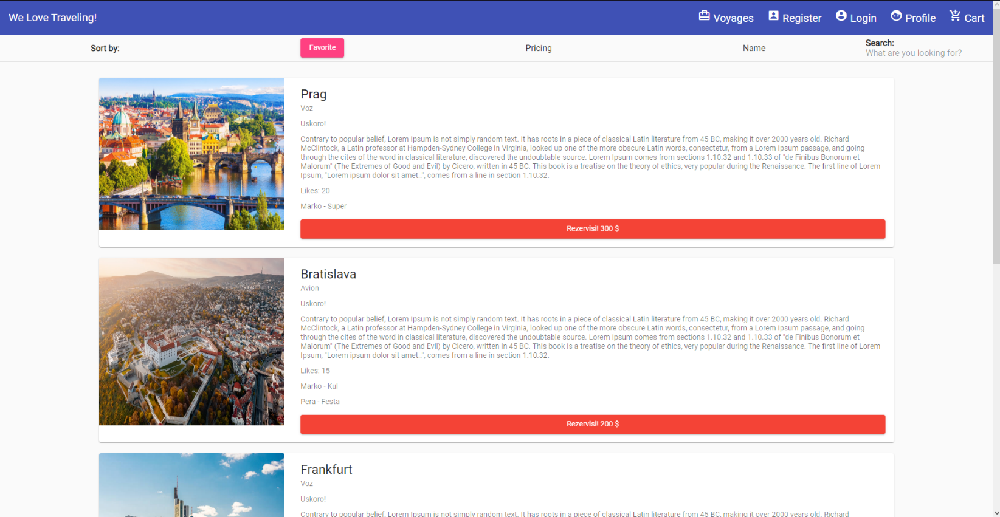 We Love Traveling!
Voyages Register Login Profile Cart
Sort by: Favorite Pricing Name Search:
What are you looking for?
Prag
Voz
Uskoro!
Contrary to popular belief, Lorem Ipsum is not simply random text. It has roots in a piece of classical Latin literature from 45 BC, making it over 2000 years old. Richard
McClintock, a Latin professor at Hampden-Sydney College in Virginia, looked up one of the more obscure Latin words, consectetur, from a Lorem Ipsum passage, and going
through the cites of the word in classical literature, discovered the undoubtable source. Lorem Ipsum comes from sections 1.10.32 and 1.10.33 of "de Finibus Bonorum et
Malorum" (The Extremes of Good and Evil) by Cicero, written in 45 BC. This book is a treatise on the theory of ethics, very popular during the Renaissance. The first line of Lorem
Ipsum, "Lorem ipsum dolor sit amet..", comes from a line in section 1.10.32.
Likes: 20
Marko - Super
Rezervisi! 300 $
Bratislava
Avion
Uskoro!
Contrary to popular belief, Lorem Ipsum is not simply random text. It has roots in a piece of classical Latin literature from 45 BC, making it over 2000 years old. Richard
McClintock, a Latin professor at Hampden-Sydney College in Virginia, looked up one of the more obscure Latin words, consectetur, from a Lorem Ipsum passage, and going
through the cites of the word in classical literature, discovered the undoubtable source. Lorem Ipsum comes from sections 1.10.32 and 1.10.33 of "de Finibus Bonorum et
Malorum" (The Extremes of Good and Evil) by Cicero, written in 45 BC. This book is a treatise on the theory of ethics, very popular during the Renaissance. The first line of Lorem
Ipsum, "Lorem ipsum dolor sit amet..", comes from a line in section 1.10.32.
Likes: 15
Marko - Kul
Pera - Festa
Rezervisi! 200 $
Frankfurt
Voz
Uskoro!
Contrary to popular belief, Lorem Ipsum is not simply random text. It has roots in a piece of classical Latin literature from 45 BC, making it over 2000 years old. Richard